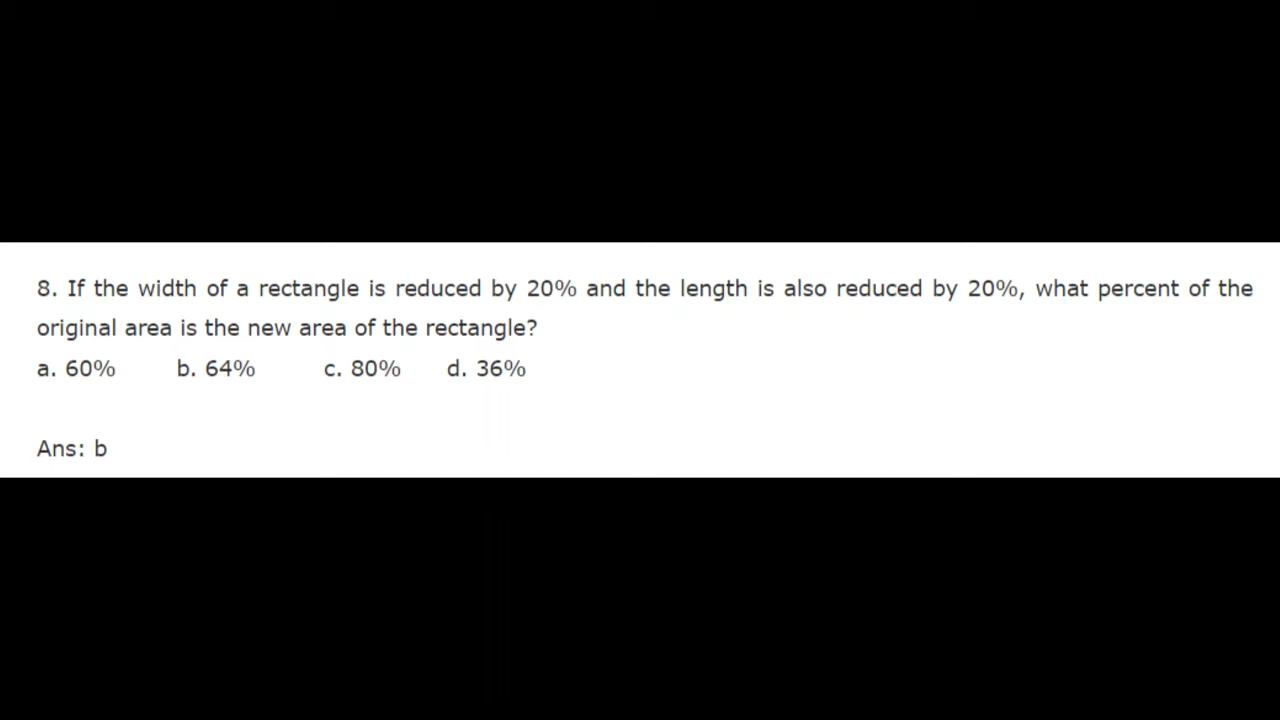 8. If the width of a rectangle is reduced by 20% and the length is also reduced by 20%, what percent of the
original area is the new area of the rectangle?
a. 60% b. 64% c. 80% d. 36%
Ans: b